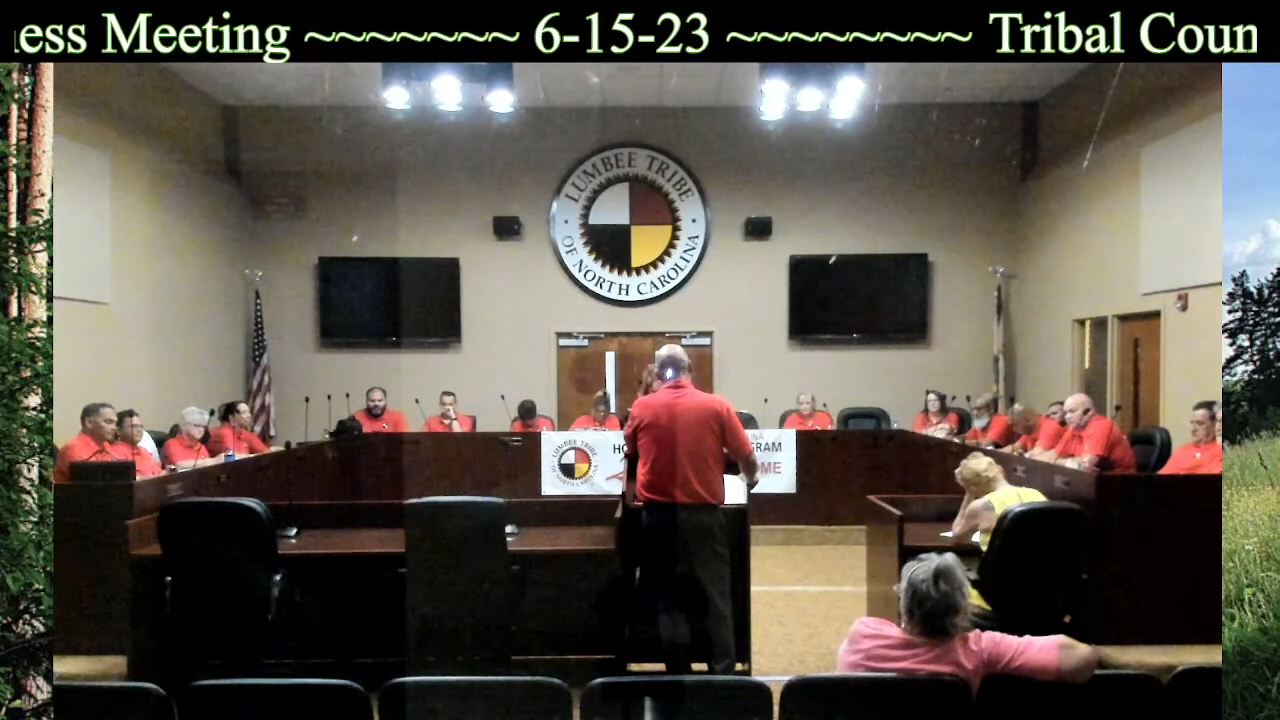 ess Meeting ~~~~~~~ 6-15-23 ~~~~~~~~ Tribal Coun
LUMBEE TRIBE
OF NORTH CAROLINA
LUMBEE TRIBE
OF NORTH CAROLINA
HO
INA
GRAM
OME